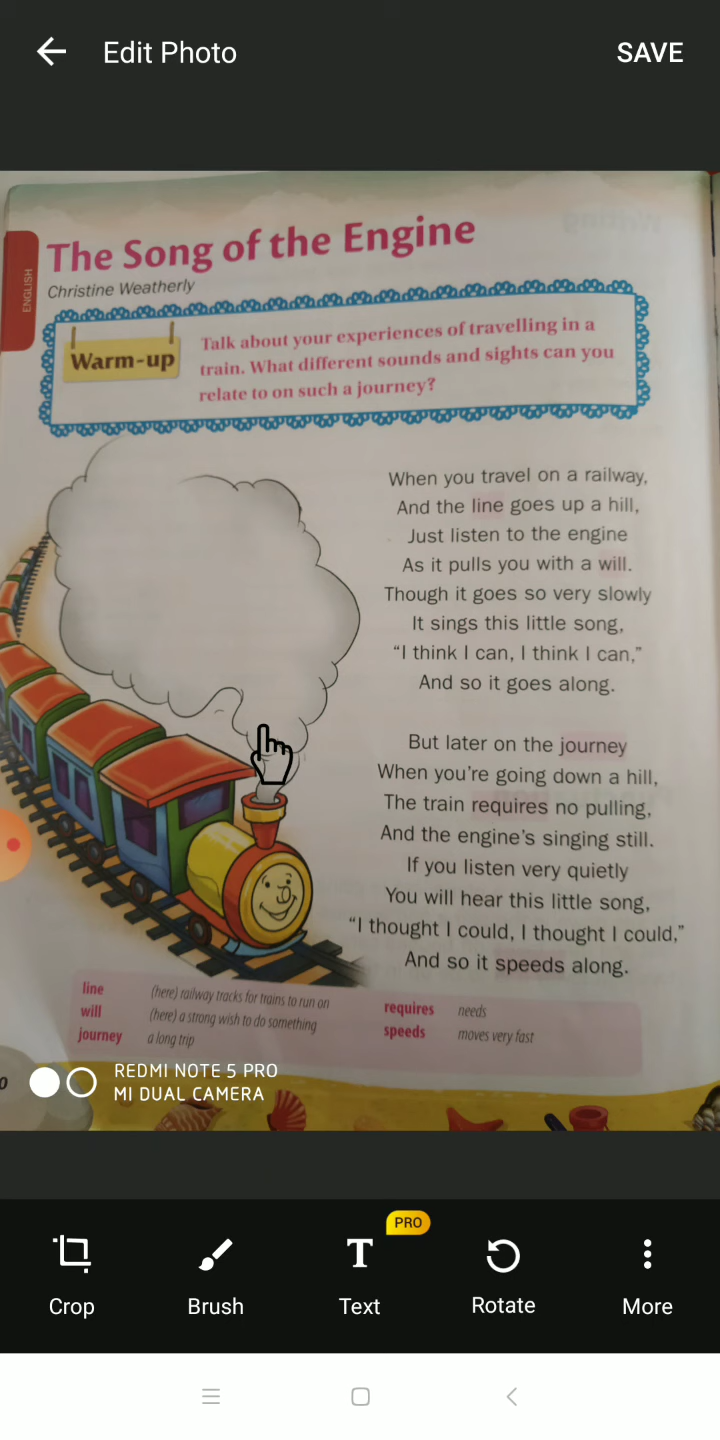 Edit Photo
SAVE
ENGLISH
The Song of the Engine
Christine Weatherly
Warm-up
Talk about your experiences of travelling in a
train. What different sounds and sights can you
relate to on such a journey?
When you travel on a railway,
And the line goes up a hill,
Just listen to the engine
As it pulls you with a will.
Though it goes so very slowly
It sings this little song,
“I think I can, I think I can,”
And so it goes along.
But later on the journey
When you're going down a hill,
The train requires no pulling,
And the engine's singing still.
If you listen very quietly
You will hear this little song,
“I thought I could, I thought I could,”
And so it speeds along.
line (here) railway tracks for trains to run on
will (here) a strong wish to do something
journey a long trip
requires needs
speeds moves very fast
REDMI NOTE 5 PRO
MI DUAL CAMERA
PRO
Crop
Brush
Text
Rotate
More